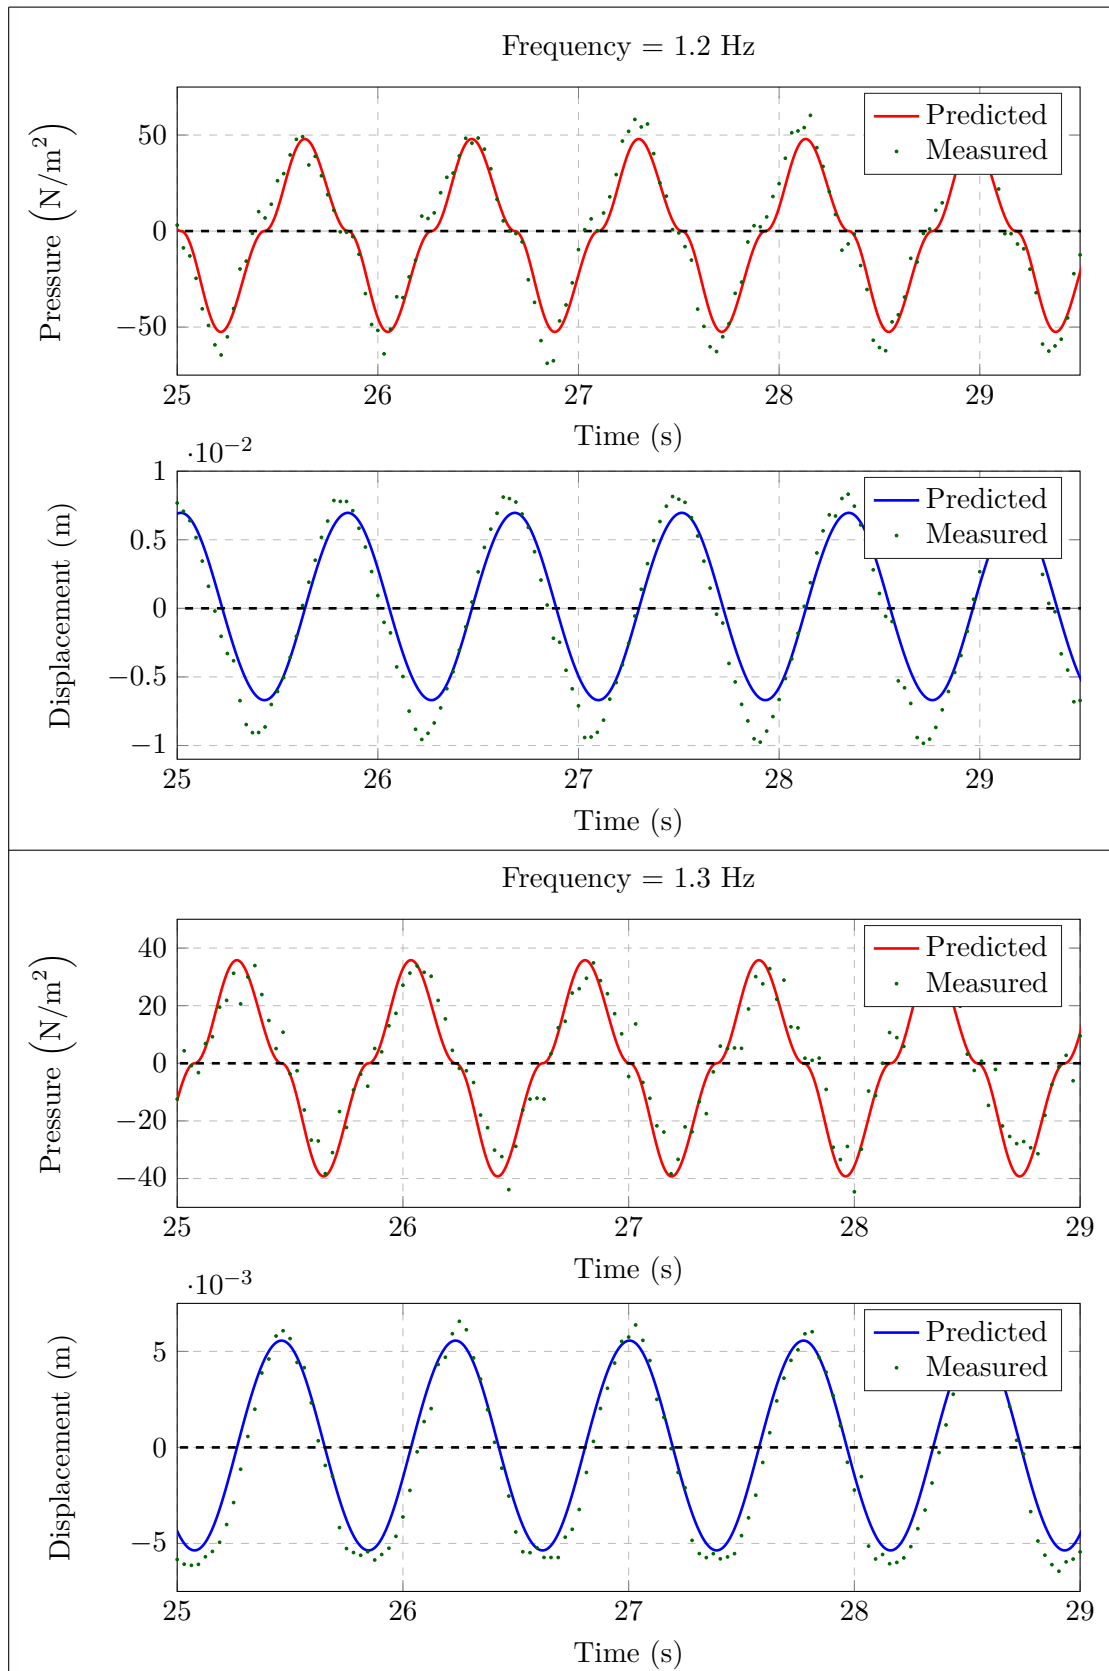 Frequency = 1.2 Hz
Pressure (N/m²)
50
0
−50
Predicted
Measured
25 26 27 28 29
Time (s)
·10⁻²
Displacement (m)
1
0.5
0
−0.5
−1
Predicted
Measured
25 26 27 28 29
Time (s)
Frequency = 1.3 Hz
Pressure (N/m²)
40
20
0
−20
−40
Predicted
Measured
25 26 27 28 29
Time (s)
·10⁻³
Displacement (m)
5
0
−5
Predicted
Measured
25 26 27 28 29
Time (s)